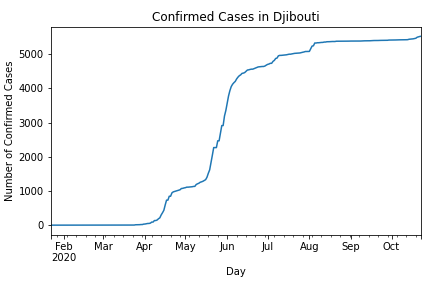 Confirmed Cases in Djibouti
Number of Confirmed Cases
5000
4000
3000
2000
1000
0
Feb Mar Apr May Jun Jul Aug Sep Oct
2020
Day